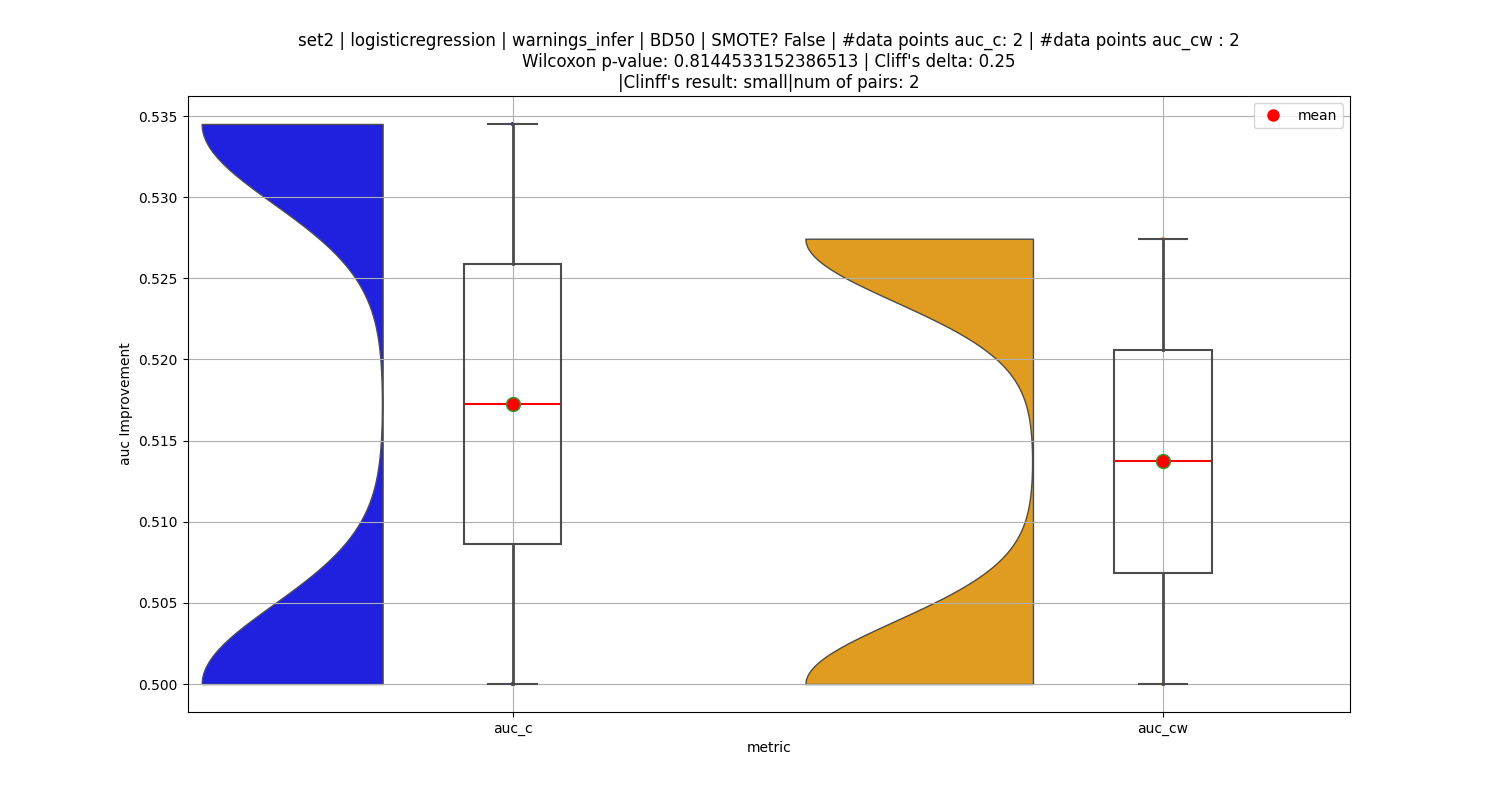 set2 | logisticregression | warnings_infer | BD50 | SMOTE? False | #data points auc_c: 2 | #data points auc_cw : 2
Wilcoxon p-value: 0.8144533152386513 | Cliff's delta: 0.25
|Clinff's result: small|num of pairs: 2
mean
0.535
0.530
0.525
0.520
0.515
0.510
0.505
0.500
auc Improvement
auc_c
auc_cw
metric